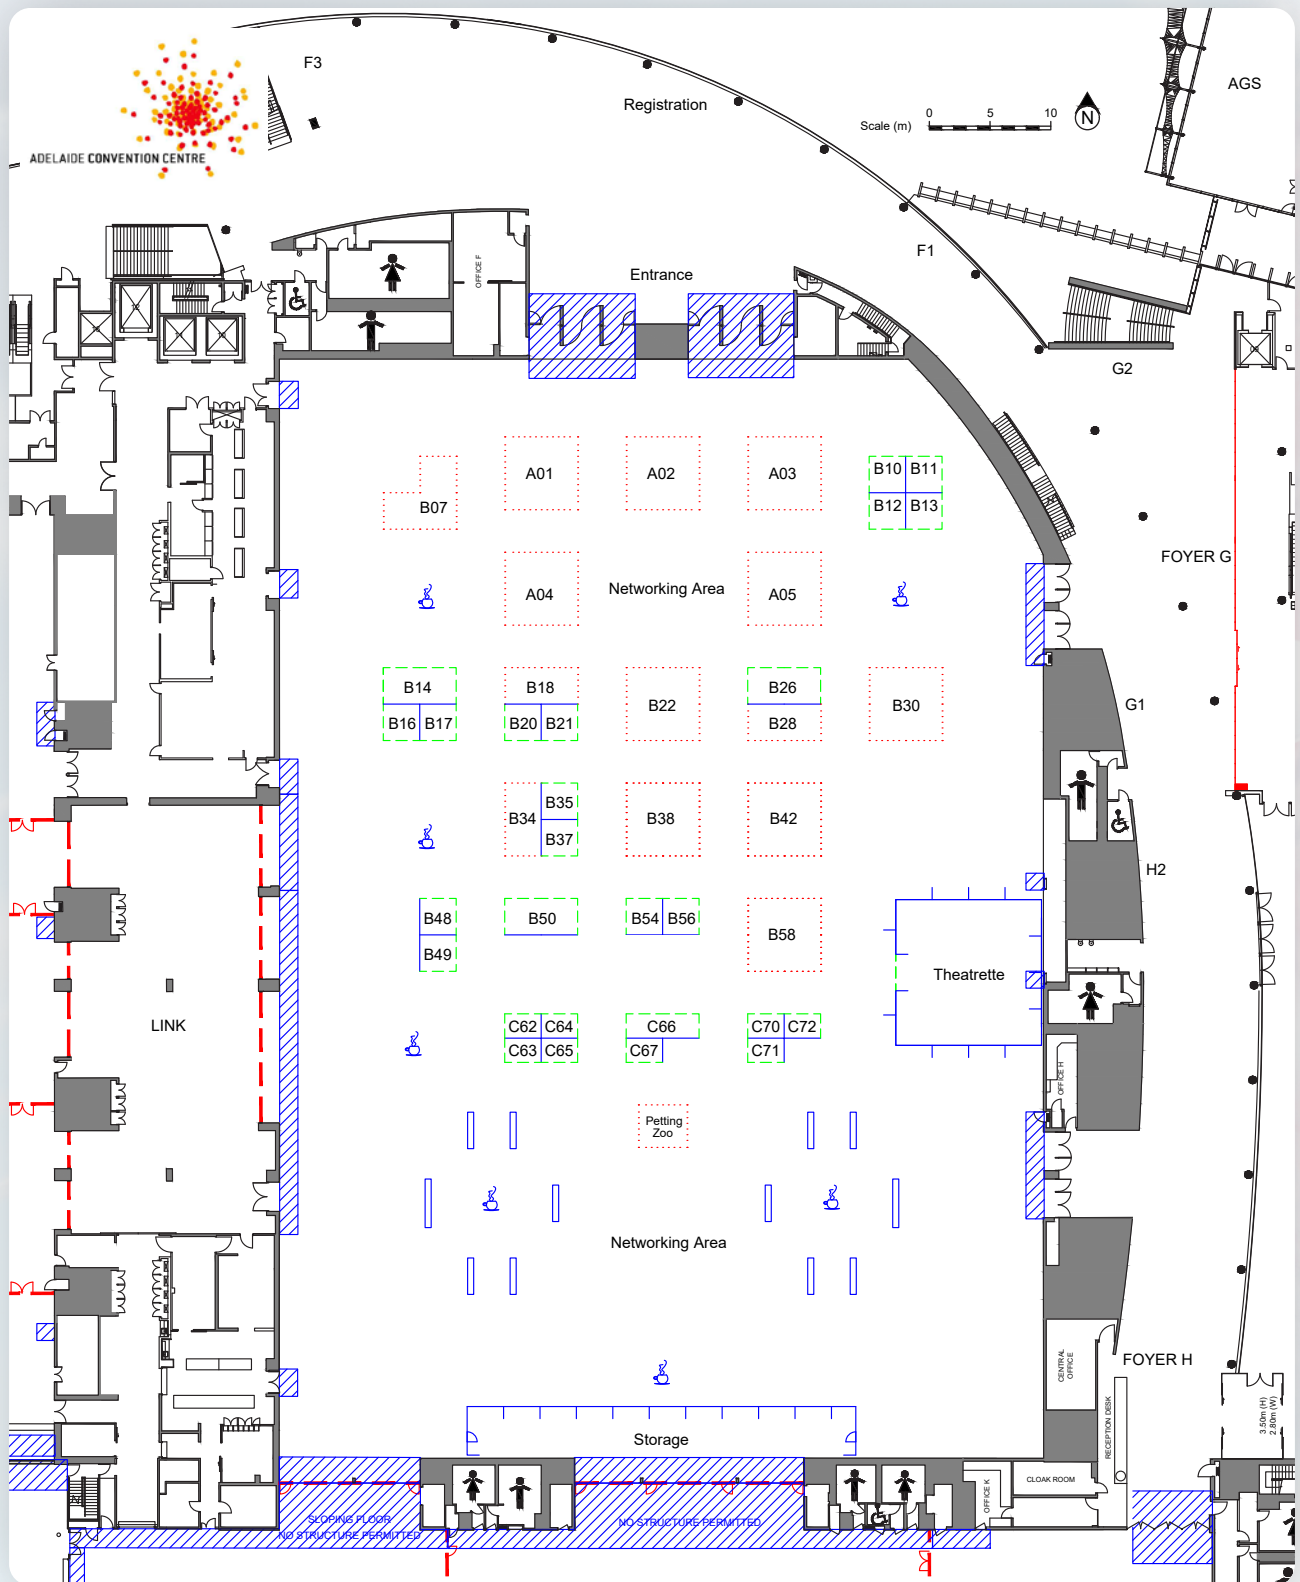 F3
Registration
Scale (m)
0
5
10
N
AGS
ADELAIDE CONVENTION CENTRE
F1
OFFICE F
Entrance
G2
A01
A02
A03
B10
B11
B07
B12
B13
FOYER G
A04
Networking Area
A05
B14
B18
B22
B26
B30
G1
B16
B17
B20
B21
B28
B34
B35
B38
B42
B37
H2
B48
B50
B54
B56
B58
B49
Theatrette
LINK
C62
C64
C66
C70
C72
C63
C65
C67
C71
OFFICE H
Petting
Zoo
Networking Area
CENTRAL
OFFICE
FOYER H
3.50m (H)
2.80m (W)
RECEPTION DESK
Storage
CLOAK ROOM
OFFICE K
SLOPING FLOOR
NO STRUCTURE PERMITTED
NO STRUCTURE PERMITTED